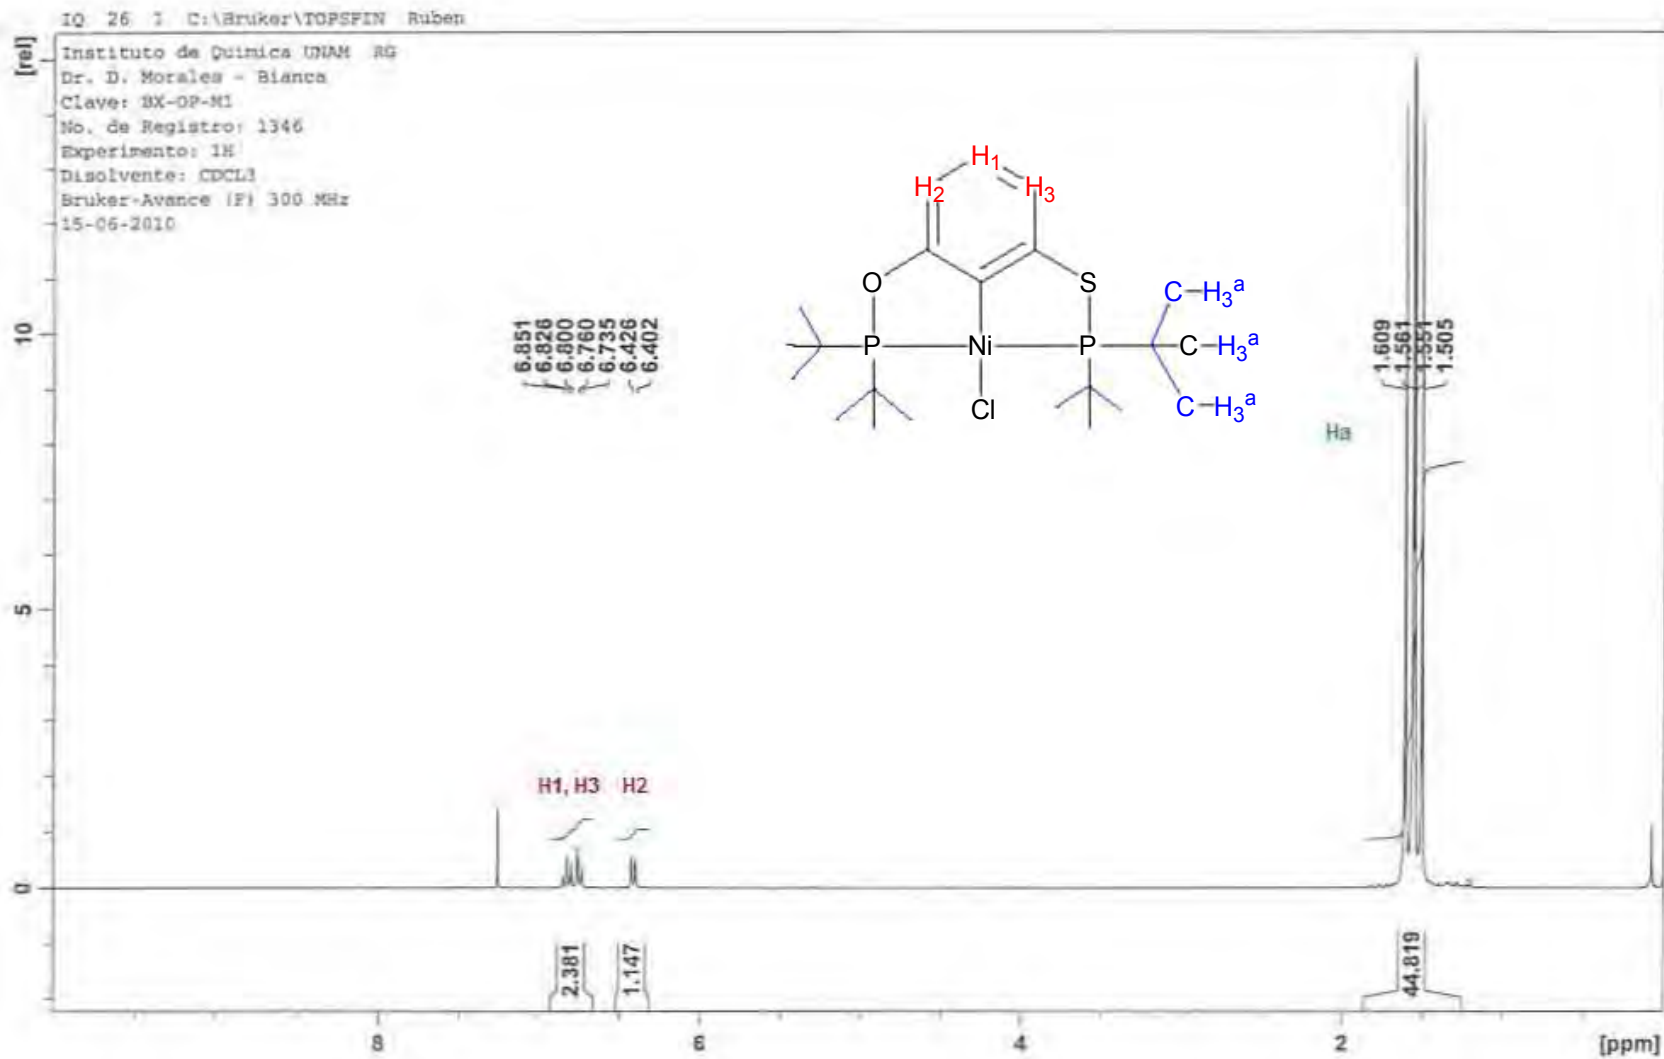 IQ 26 1 C:\Bruker\TOPSPIN Ruben
Instituto de Quimica UNAM RG
Dr. D. Morales - Bianca
Clave: BX-OP-M1
No. de Registro: 1346
Experimento: 1H
Disolvente: CDCL3
Bruker-Avance (F) 300 MHz
15-06-2010
[rel]
10
5
0
6.851
6.826
6.800
6.760
6.735
6.426
6.402
H1
H2
H3
O
S
P
Ni
P
Cl
C-H3a
C-H3a
C-H3a
1.609
1.561
1.551
1.505
Ha
H1, H3
H2
2.381
1.147
44.819
8
6
4
2
[ppm]